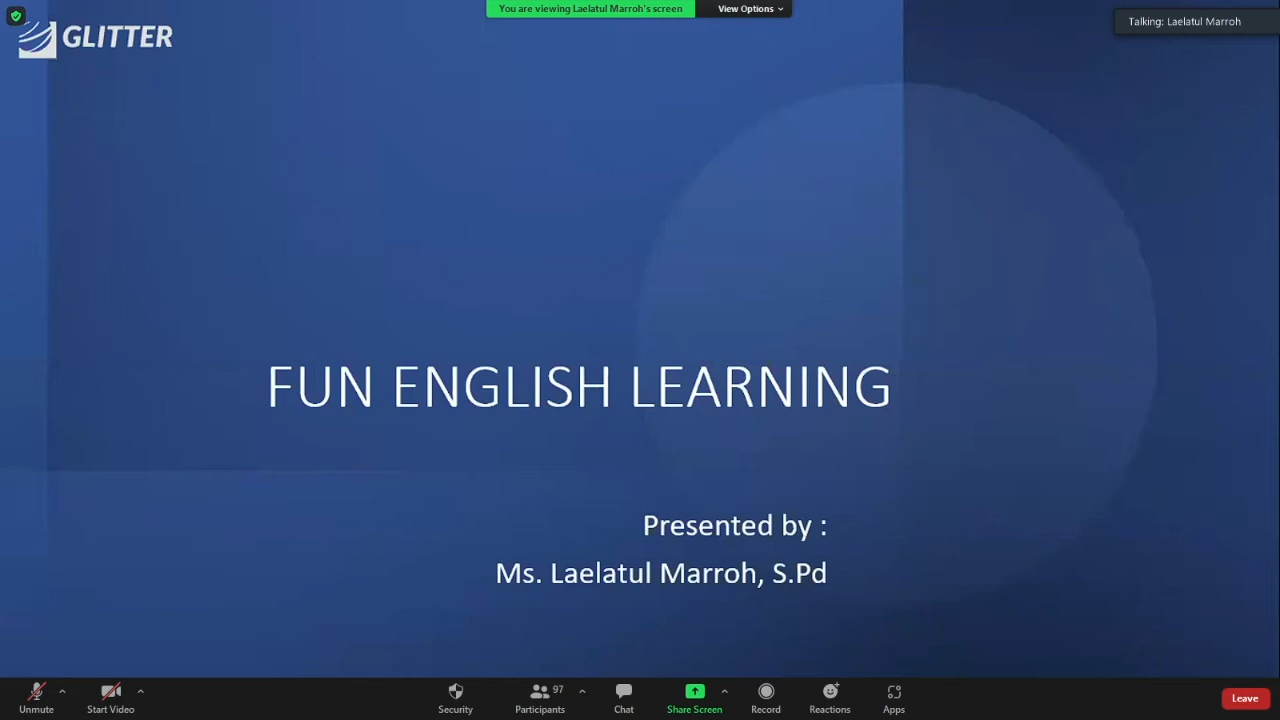 You are viewing Laelatul Marroh's screen
View Options
Talking: Laelatul Marroh
GLITTER
FUN ENGLISH LEARNING
Presented by :
Ms. Laelatul Marroh, S.Pd
Unmute
Start Video
Security
97
Participants
Chat
Share Screen
Record
Reactions
Apps
Leave